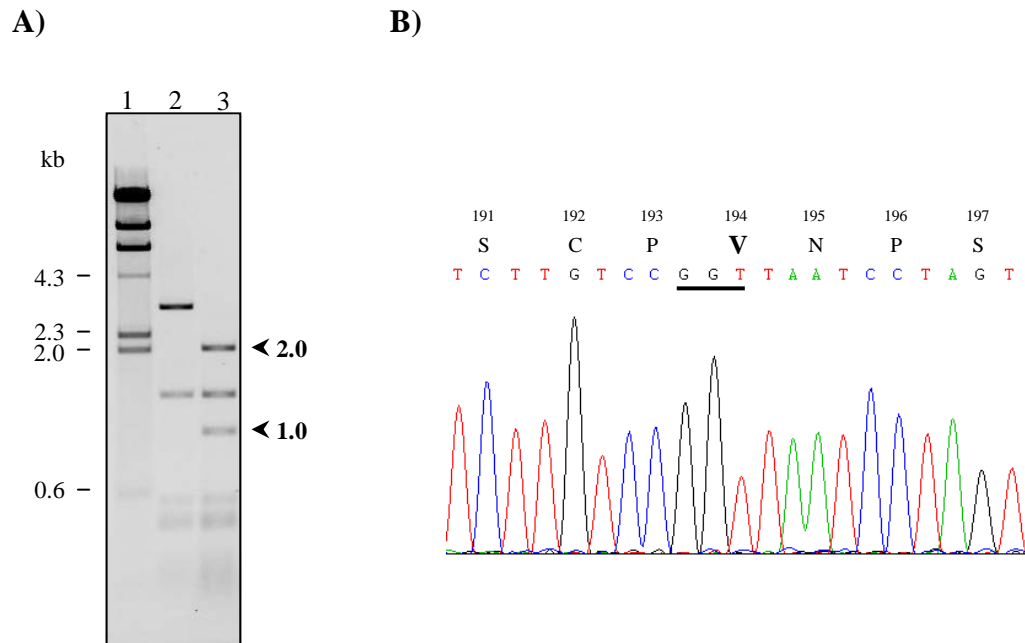 A)
B)
1 2 3
kb
4.3
2.3
2.0
0.6
2.0
1.0
191 192 193 194 195 196 197
S C P V N P S
T C T T G T C C G G T T A A T C C T A G T